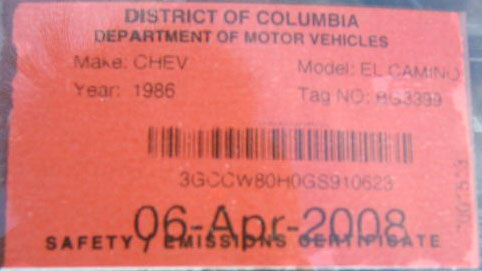 DISTRICT OF COLUMBIA
DEPARTMENT OF MOTOR VEHICLES
Make: CHEV Model: EL CAMINO
Year: 1986 Tag NO: BG3399
3GCCW80H0GS910623
06-Apr-2008
SAFETY / EMISSIONS CERTIFICATE